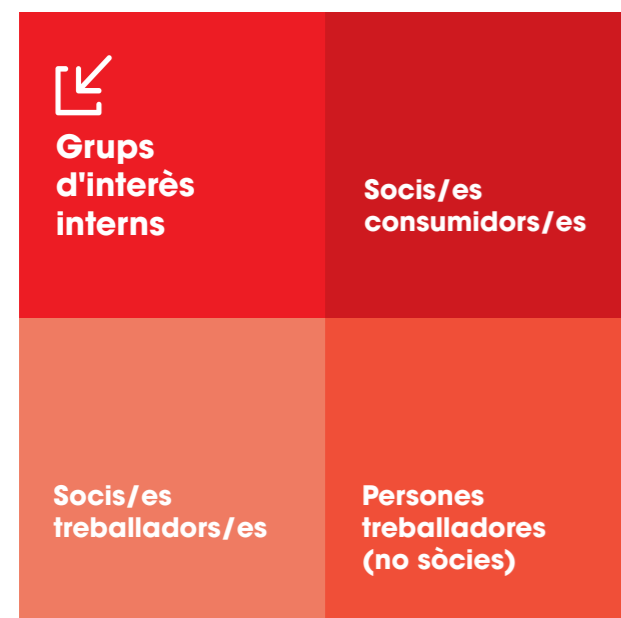 Grups
d'interès
interns
Socis/es
consumidors/es
Socis/es
treballadors/es
Persones
treballadores
(no sòcies)